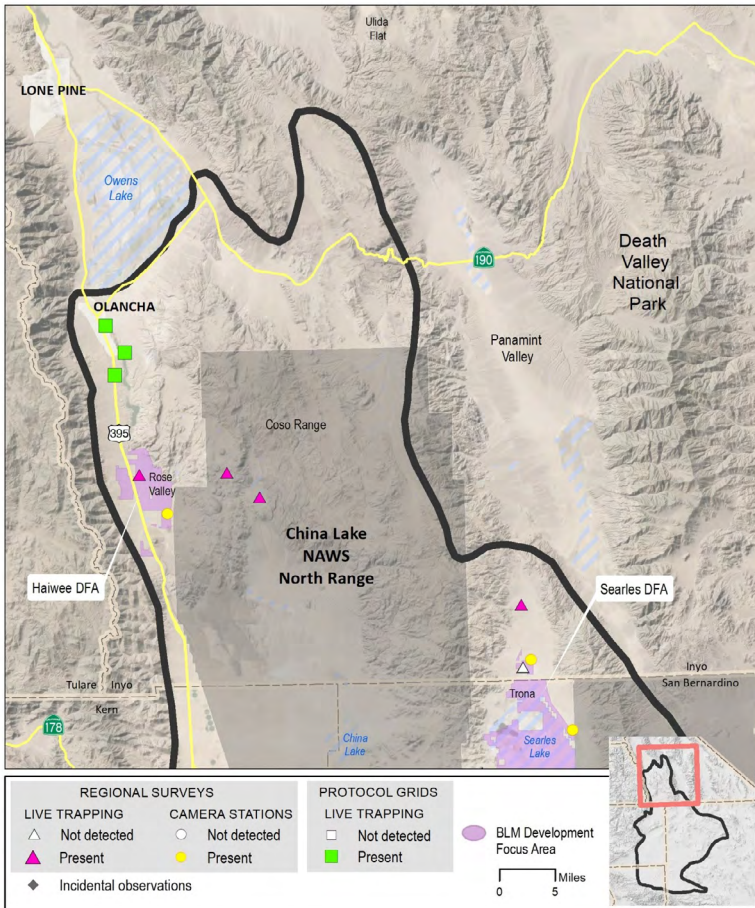 Ulida
Flat
LONE PINE
Owens
Lake
190
Death
Valley
National
Park
OLANCHA
Panamint
Valley
Coso Range
395
Rose
Valley
China Lake
NAWS
North Range
Haiwee DFA
Searles DFA
Tulare Inyo
Kern
Inyo
San Bernardino
Trona
178
China
Lake
Searles
Lake
REGIONAL SURVEYS
LIVE TRAPPING
CAMERA STATIONS
Not detected
Not detected
Present
Present
Incidental observations
PROTOCOL GRIDS
LIVE TRAPPING
Not detected
Present
BLM Development
Focus Area
Miles
0 5